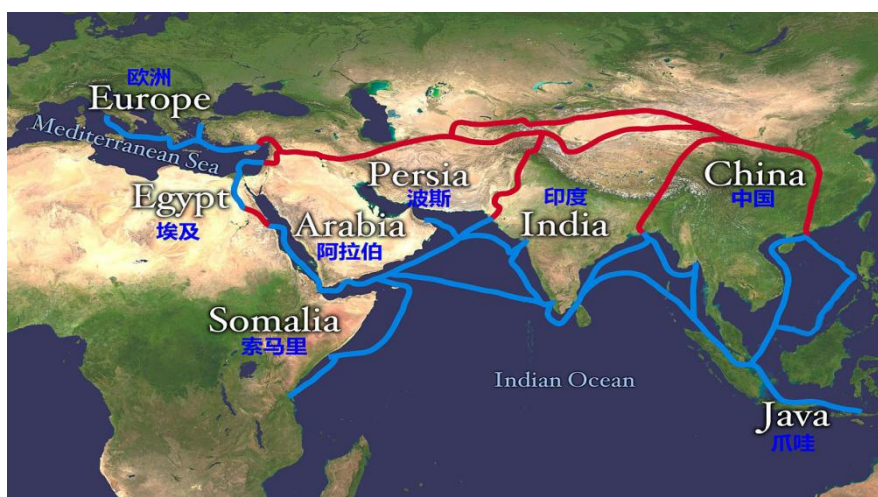 欧洲
Europe
Mediterranean Sea
Egypt
埃及
Persia
波斯
Arabia
阿拉伯
印度
India
China
中国
Somalia
索马里
Indian Ocean
Java
爪哇